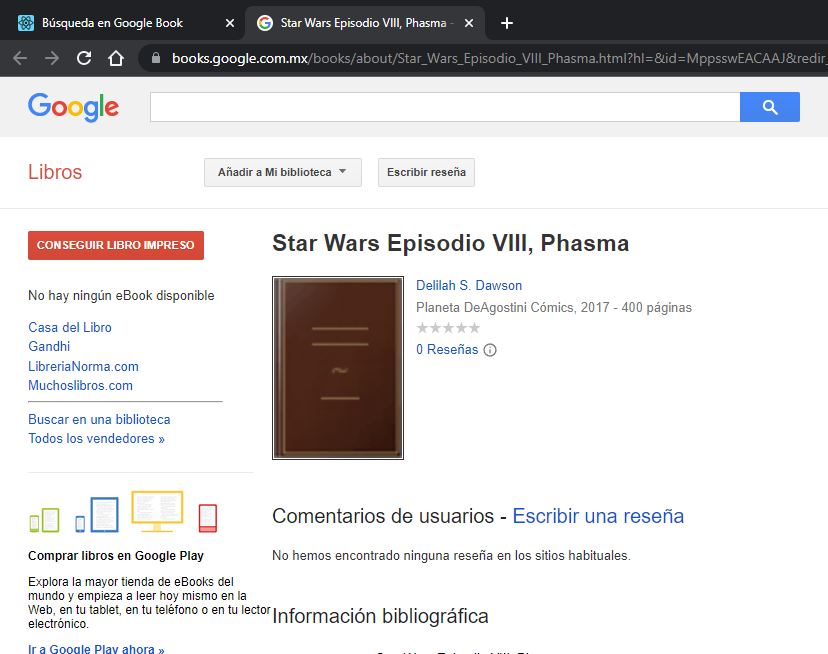 Búsqueda en Google Book
Star Wars Episodio VIII, Phasma -
books.google.com.mx/books/about/Star_Wars_Episodio_VIII_Phasma.html?hl=&id=MppsswEACAAJ&redir_
Google
Libros
Añadir a Mi biblioteca
Escribir reseña
CONSEGUIR LIBRO IMPRESO
No hay ningún eBook disponible
Casa del Libro
Gandhi
LibreriaNorma.com
Muchoslibros.com
Buscar en una biblioteca
Todos los vendedores »
Comprar libros en Google Play
Explora la mayor tienda de eBooks del
mundo y empieza a leer hoy mismo en la
Web, en tu tablet, en tu teléfono o en tu lector
electrónico.
Ir a Google Play ahora »
Star Wars Episodio VIII, Phasma
Delilah S. Dawson
Planeta DeAgostini Cómics, 2017 - 400 páginas
0 Reseñas
Comentarios de usuarios - Escribir una reseña
No hemos encontrado ninguna reseña en los sitios habituales.
Información bibliográfica